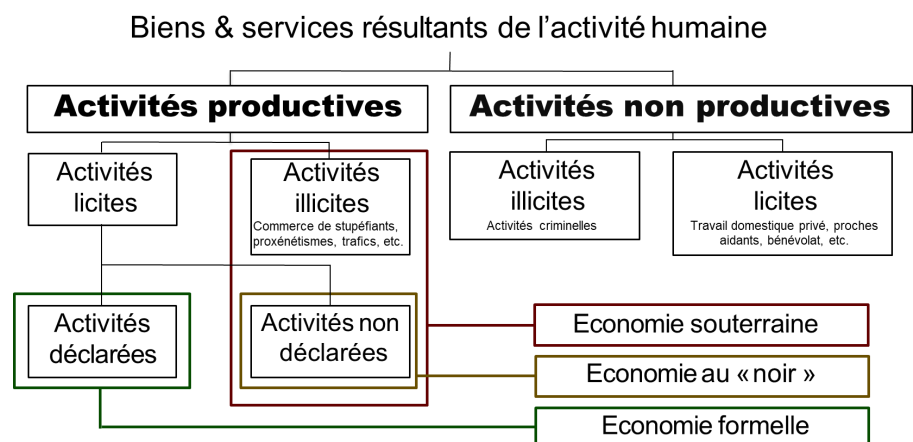 Biens & services résultants de l’activité humaine
Activités productives
Activités non productives
Activités
licites
Activités
illicites
Commerce de stupéfiants,
proxénétismes, trafics, etc.
Activités
illicites
Activités criminelles
Activités
licites
Travail domestique privé, proches
aidants, bénévolat, etc.
Activités
déclarées
Activités non
déclarées
Economie souterraine
Economie au « noir »
Economie formelle